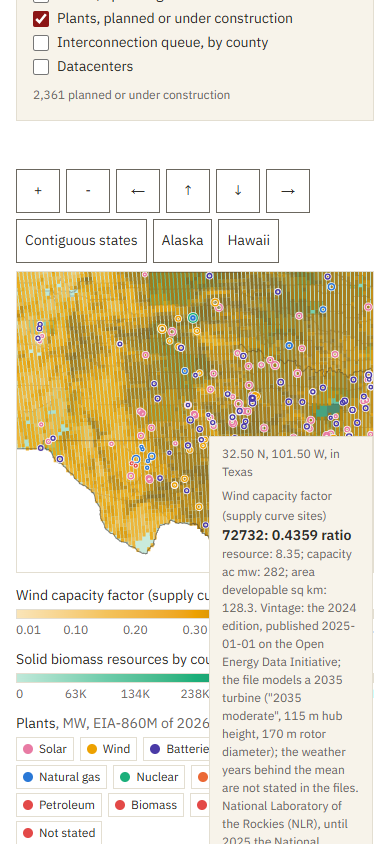 Plants, planned or under construction
Interconnection queue, by county
Datacenters
2,361 planned or under construction
+
-
←
↑
↓
→
Contiguous states
Alaska
Hawaii
32.50 N, 101.50 W, in
Texas
Wind capacity factor
(supply curve sites)
72732: 0.4359 ratio
resource: 8.35; capacity
ac mw: 282; area
developable sq km:
128.3. Vintage: the 2024
edition, published 2025-
01-01 on the Open
Energy Data Initiative;
the file models a 2035
turbine ("2035
moderate", 115 m hub
height, 170 m rotor
diameter); the weather
years behind the mean
are not stated in the files.
National Laboratory of
the Rockies (NLR), until
2025 the National
Wind capacity factor (supply cu
0.01 0.10 0.20 0.30
Solid biomass resources by cou
0 63K 134K 238K
Plants, MW, EIA-860M of 2026
Solar
Wind
Batterie
Natural gas
Nuclear
Petroleum
Biomass
Not stated